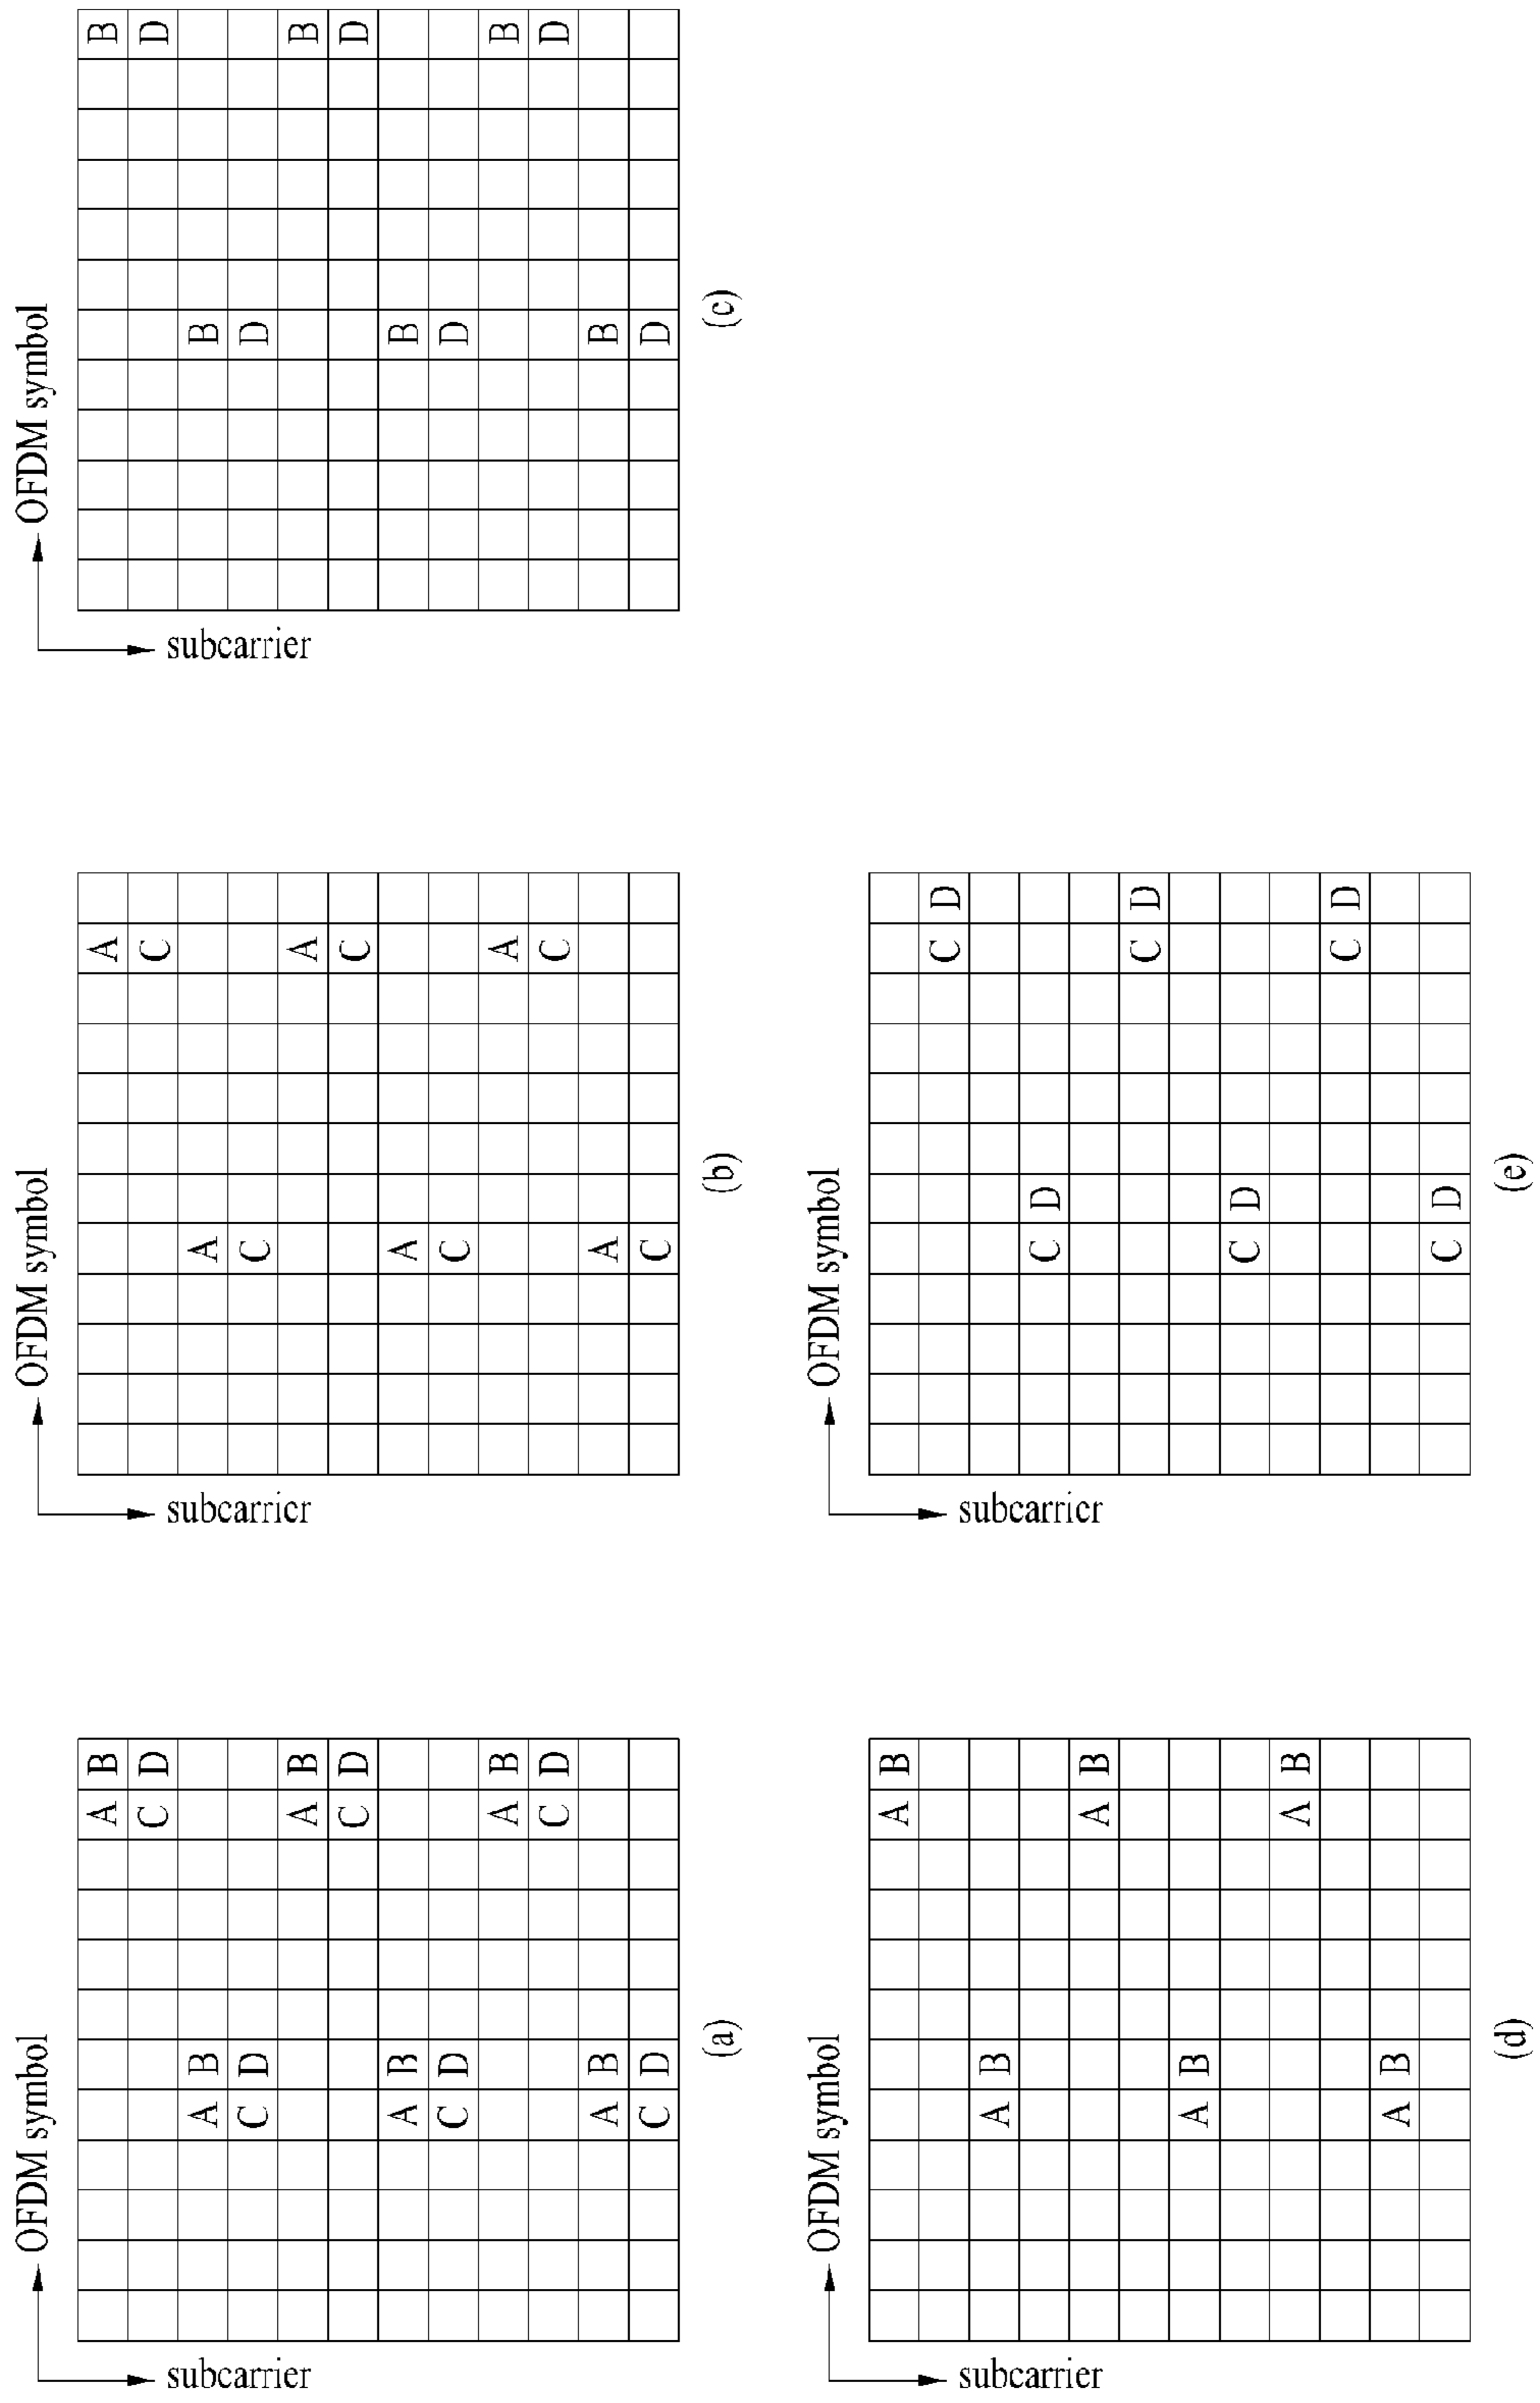 OFDM symbol
subcarrier
A B
C D
A B
C D
A B
C D
A B
C D
A B
C D
A B
C D
(a)
OFDM symbol
subcarrier
A
C
A
C
A
C
A
C
A
C
A
C
(b)
OFDM symbol
subcarrier
B
D
B
D
B
D
B
D
B
D
B
D
(c)
OFDM symbol
subcarrier
A B
A B
A B
A B
A B
A B
(d)
OFDM symbol
subcarrier
C D
C D
C D
C D
C D
C D
(e)